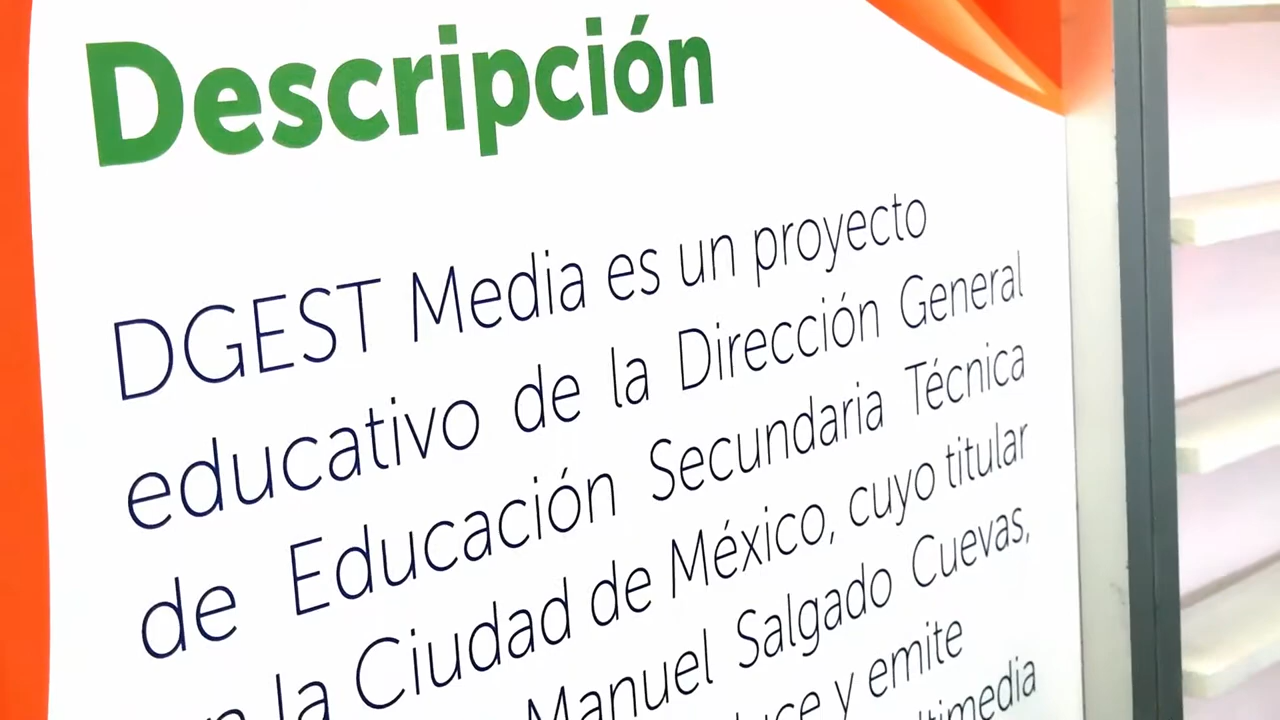 Descripción
DGEST Media es un proyecto
educativo de la Dirección General
de Educación Secundaria Técnica
la Ciudad de México, cuyo titular
Manuel Salgado Cuevas,
y emite